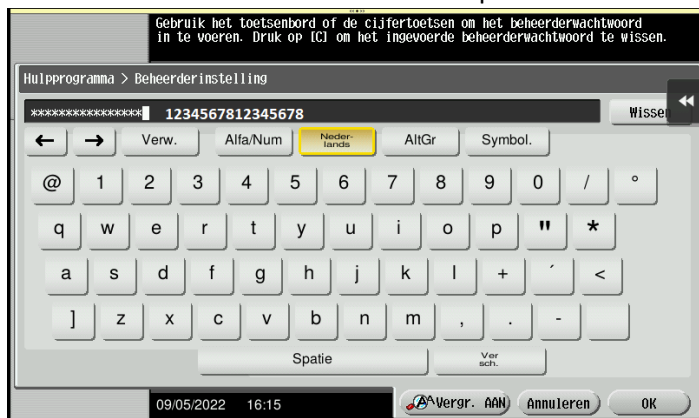 Gebruik het toetsenbord of de cijfertoetsen om het beheerderwachtwoord
in te voeren. Druk op [C] om het ingevoerde beheerderwachtwoord te wissen.
Hulpprogramma > Beheerderinstelling
**************** 1234567812345678 Wisse
← → Verw. Alfa/Num Neder-lands AltGr Symbol.
@ 1 2 3 4 5 6 7 8 9 0 / °
q w e r t y u i o p " *
a s d f g h j k l + ´ <
] z x c v b n m , . -
Spatie Ver sch.
09/05/2022 16:15 Vergr. AAN) Annuleren OK